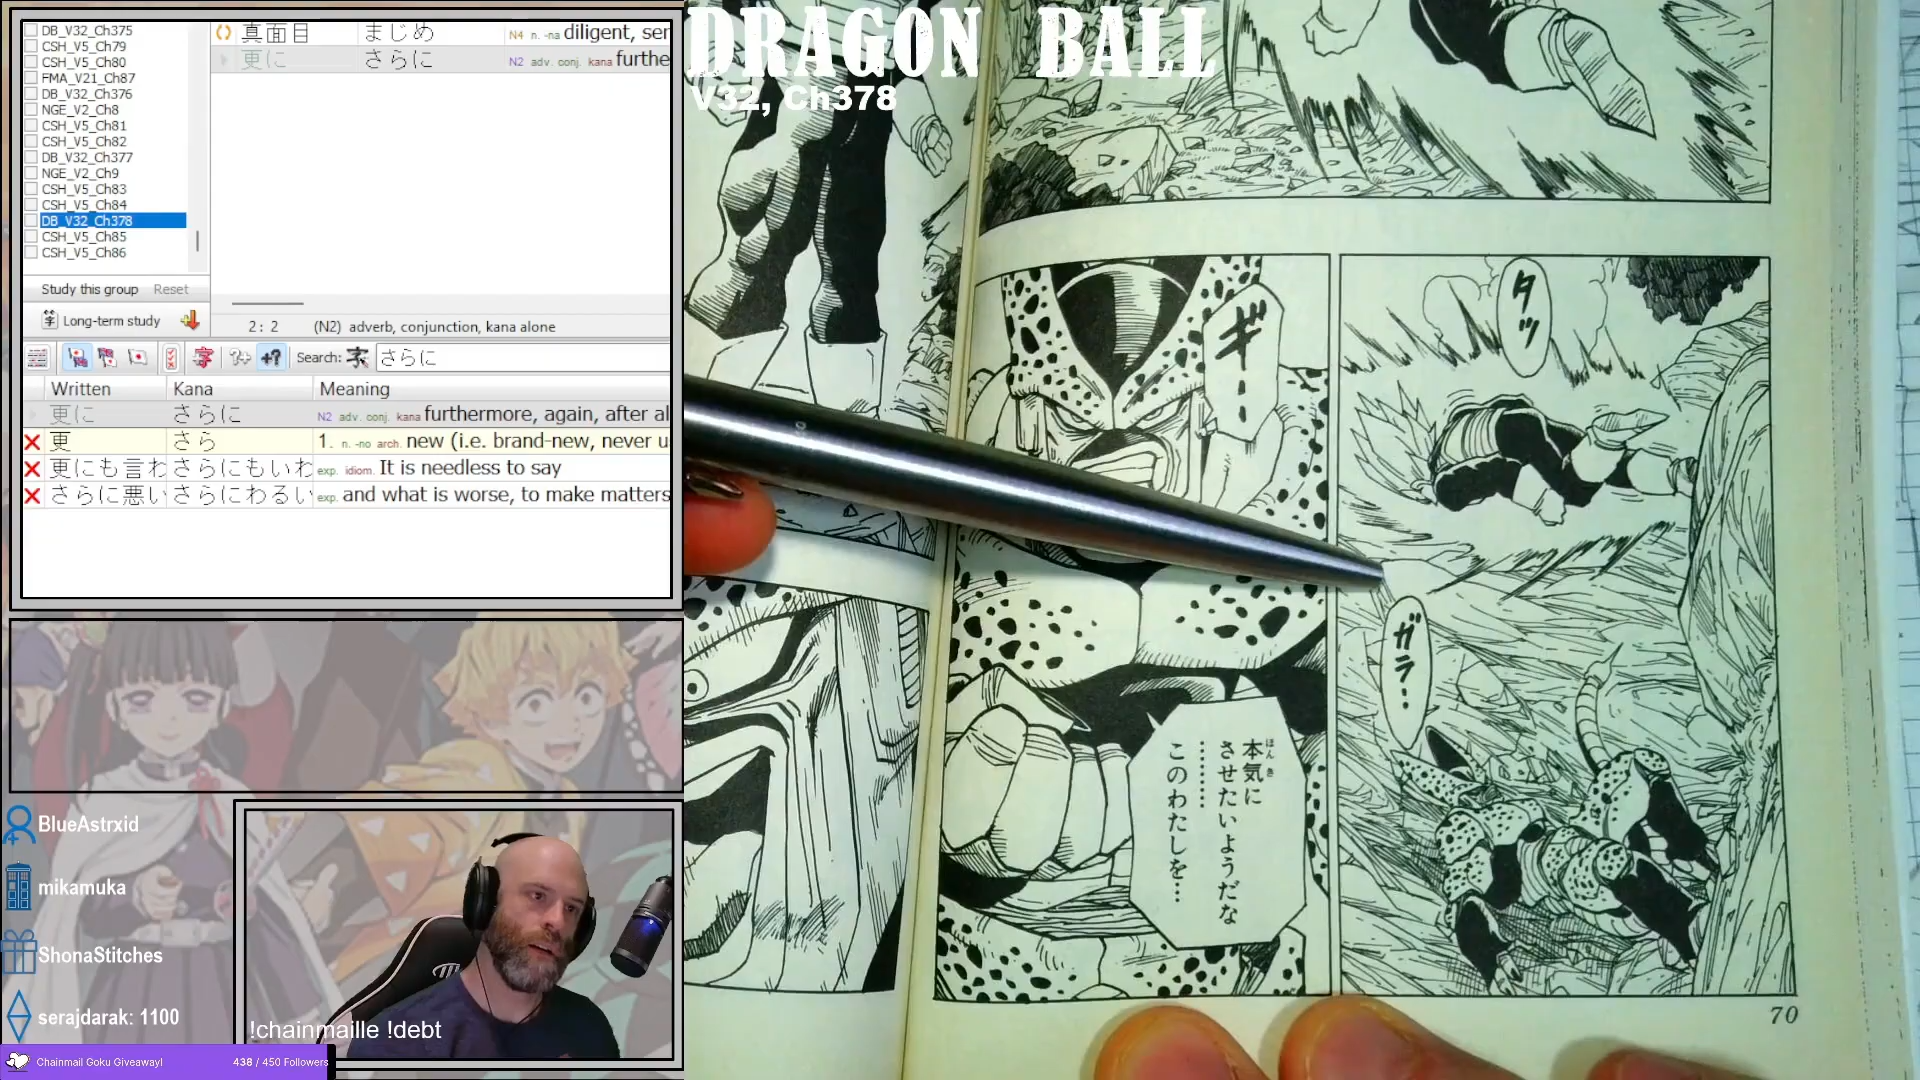 DB_V32_Ch375
CSH_V5_Ch79
CSH_V5_Ch80
FMA_V21_Ch87
DB_V32_Ch376
NGE_V2_Ch8
CSH_V5_Ch81
CSH_V5_Ch82
DB_V32_Ch377
NGE_V2_Ch9
CSH_V5_Ch83
CSH_V5_Ch84
DB_V32_Ch378
CSH_V5_Ch85
CSH_V5_Ch86
Study this group Reset
Long-term study
真面目 まじめ N4 n. -na diligent, ser
更に さらに N2 adv. conj. kana furthe
2: 2 (N2) adverb, conjunction, kana alone
Search: さらに
Written Kana Meaning
更に さらに N2 adv. conj. kana furthermore, again, after al
更 さら 1. n. -no arch. new (i.e. brand-new, never u
更にも言わ さらにもいわ exp. idiom. It is needless to say
さらに悪い さらにわるい exp. and what is worse, to make matters
BlueAstrxid
mikamuka
ShonaStitches
serajdarak: 1100
Chainmail Goku Giveaway! 438 / 450 Followers
!chainmaille !debt
DRAGON BALL
V32, Ch378
タッ
ガラ‥
ギ‥‥
本気に
ほんき
させたいようだな
‥‥‥‥
このわたしを…
70